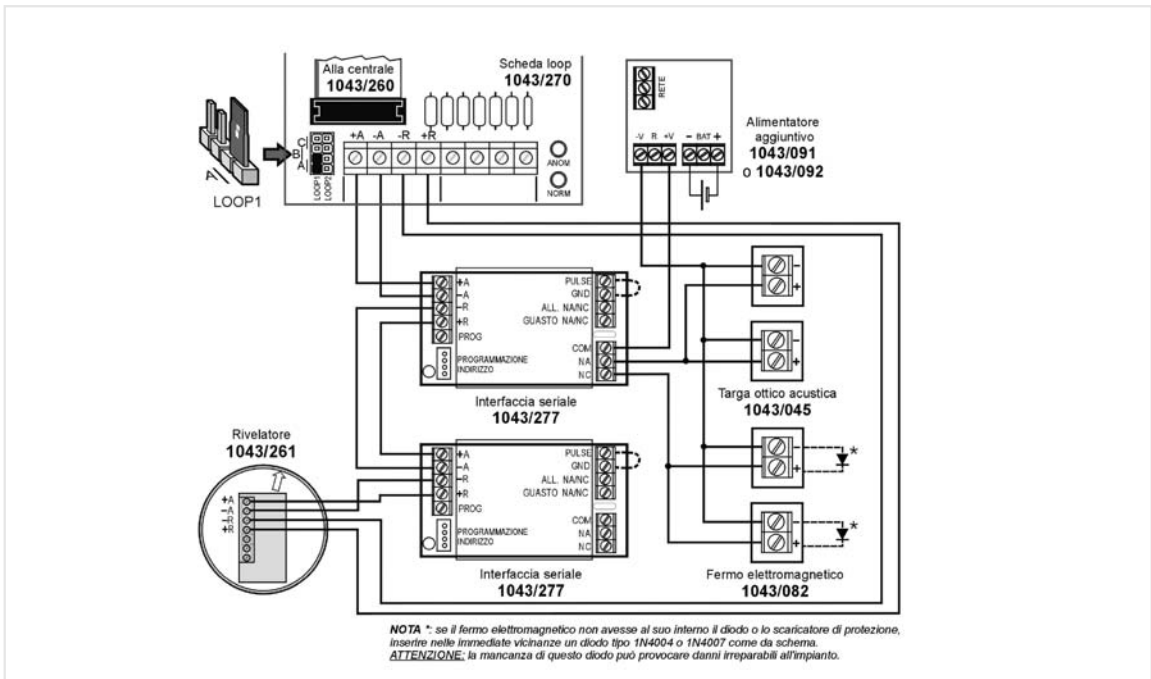 Alla centrale
1043/260
Scheda loop
1043/270
+A -A -R +R
C
B
A
LOOP1
LOOP2
ANOM
NORM
A
LOOP1
RETE
-V R +V - BAT +
Alimentatore
aggiuntivo
1043/091
o 1043/092
+A
-A
-R
+R
PROG
PROGRAMMAZIONE
INDIRIZZO
PULSE
GND
ALL. NA/NC
GUASTO NA/NC
COM
NA
NC
Interfaccia seriale
1043/277
-
+
-
+
Targa ottico acustica
1043/045
Rivelatore
1043/261
+A
-A
-R
+R
+A
-A
-R
+R
PROG
PROGRAMMAZIONE
INDIRIZZO
PULSE
GND
ALL. NA/NC
GUASTO NA/NC
COM
NA
NC
Interfaccia seriale
1043/277
-
+
*
-
+
*
Fermo elettromagnetico
1043/082
NOTA *: se il fermo elettromagnetico non avesse al suo interno il diodo o lo scaricatore di protezione,
inserire nelle immediate vicinanze un diodo tipo 1N4004 o 1N4007 come da schema.
ATTENZIONE: la mancanza di questo diodo può provocare danni irreparabili all'impianto.